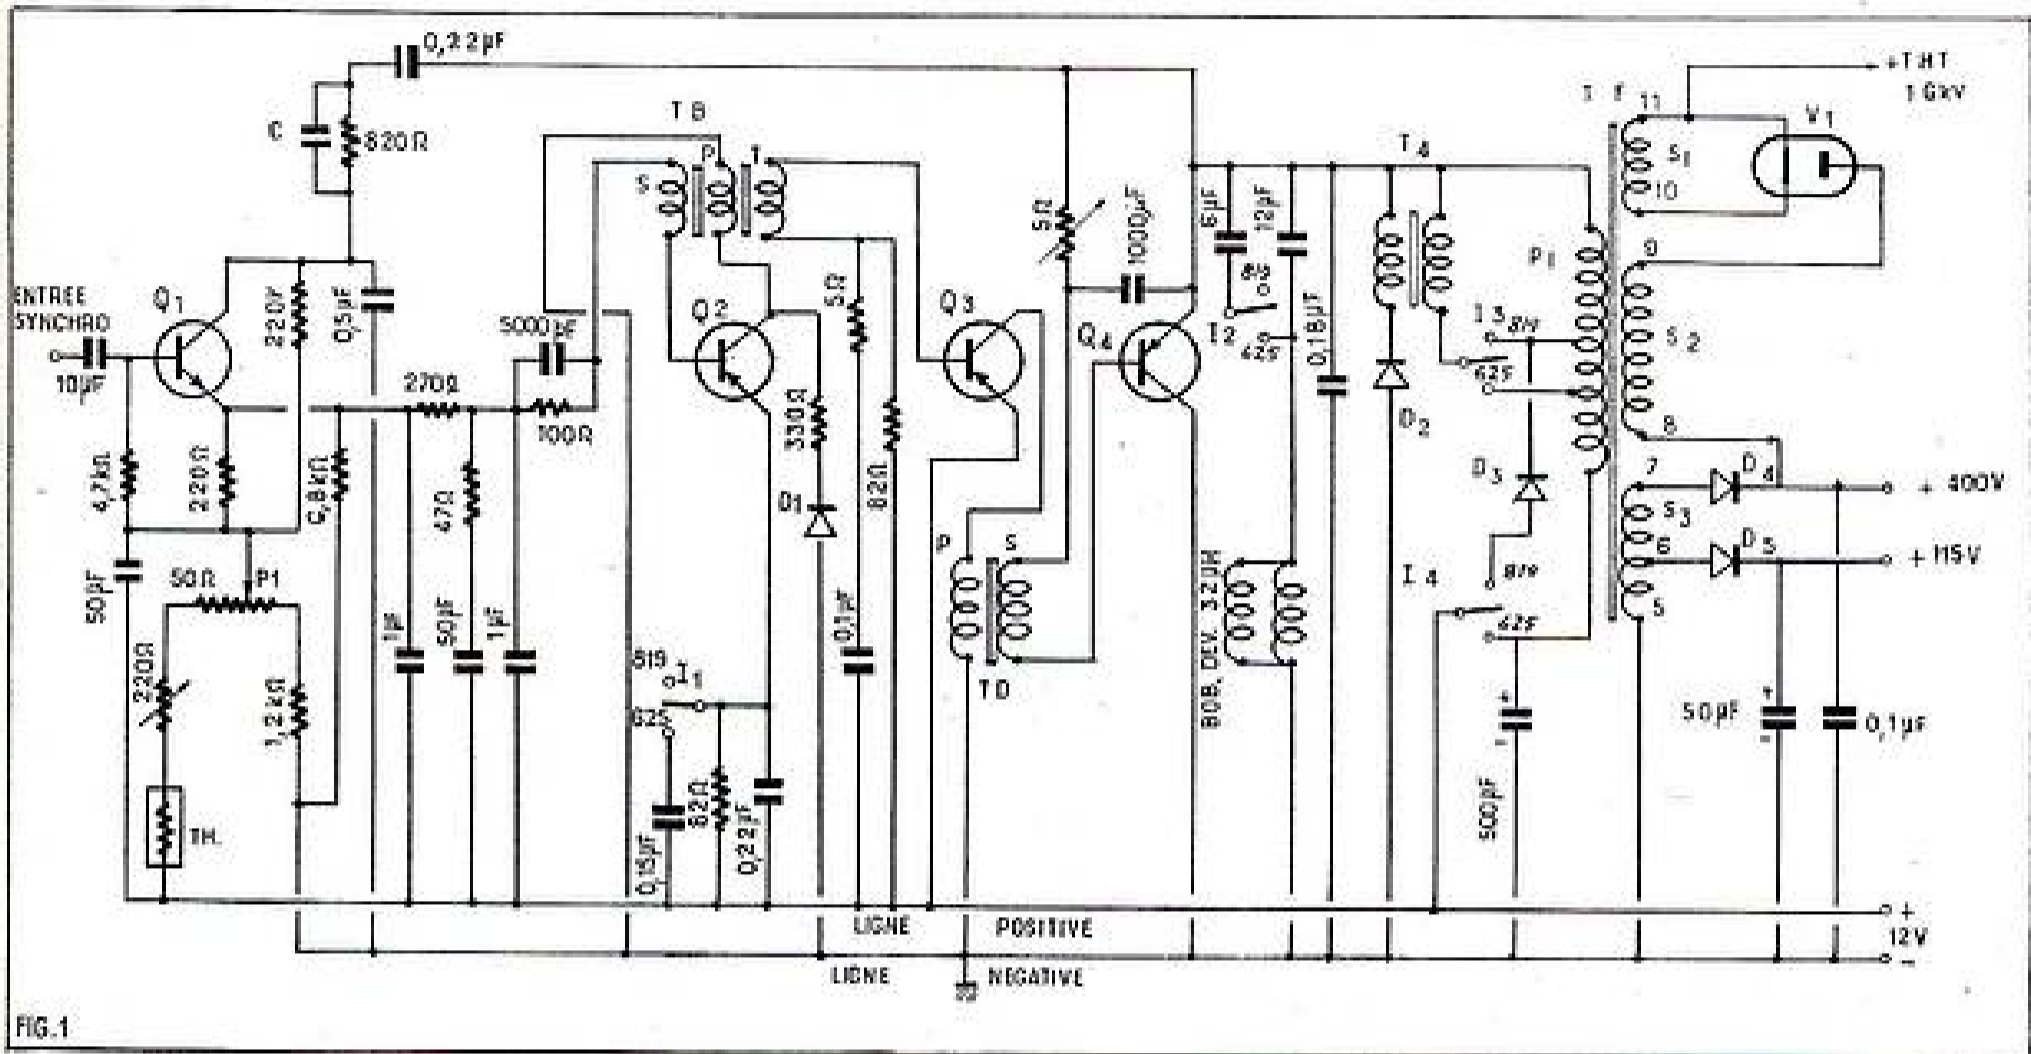 0,22µF
C
820Ω
TB
P
T
S
+THT
16kV
11
V1
S1
10
T4
ENTREE
SYNCHRO
Q1
10µF
220Ω
0,5µF
5000
Q2
5Ω
Q3
5Ω
1000µF
Q4
6µF
12µF
819
I2
625
0,18µF
I3
819
625
P1
9
S2
8
270Ω
100Ω
330Ω
D2
4,7kΩ
220Ω
6,8kΩ
47Ω
D1
82Ω
D3
7
D4
+ 400V
S3
6
D5
+ 115V
5
50µF
50Ω
P1
1µF
50µF
1µF
0,1µF
P
S
TD
BOB. DEV. 32µH
I4
819
625
220Ω
1,2kΩ
TH.
819
I1
625
0,15µF
82Ω
0,22µF
500µF
+
-
50µF
+
-
0,1µF
LIGNE POSITIVE
+
12V
-
LIGNE NEGATIVE
FIG.1